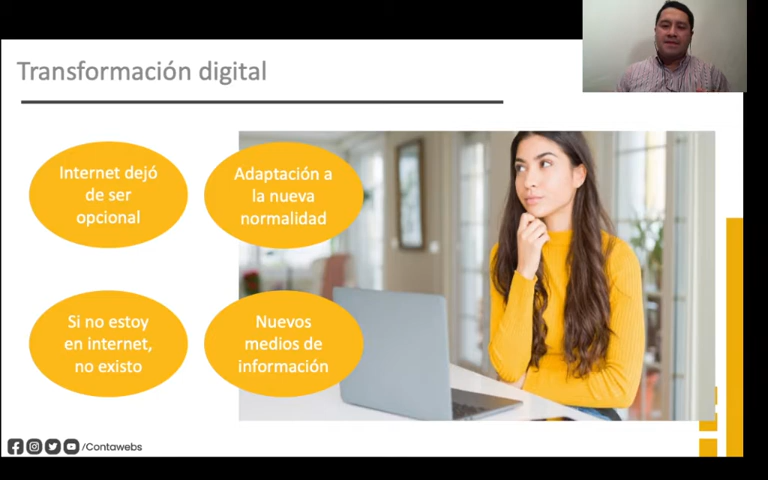 Transformación digital
Internet dejó
de ser
opcional
Adaptación a
la nueva
normalidad
Si no estoy
en internet,
no existo
Nuevos
medios de
información
/Contawebs